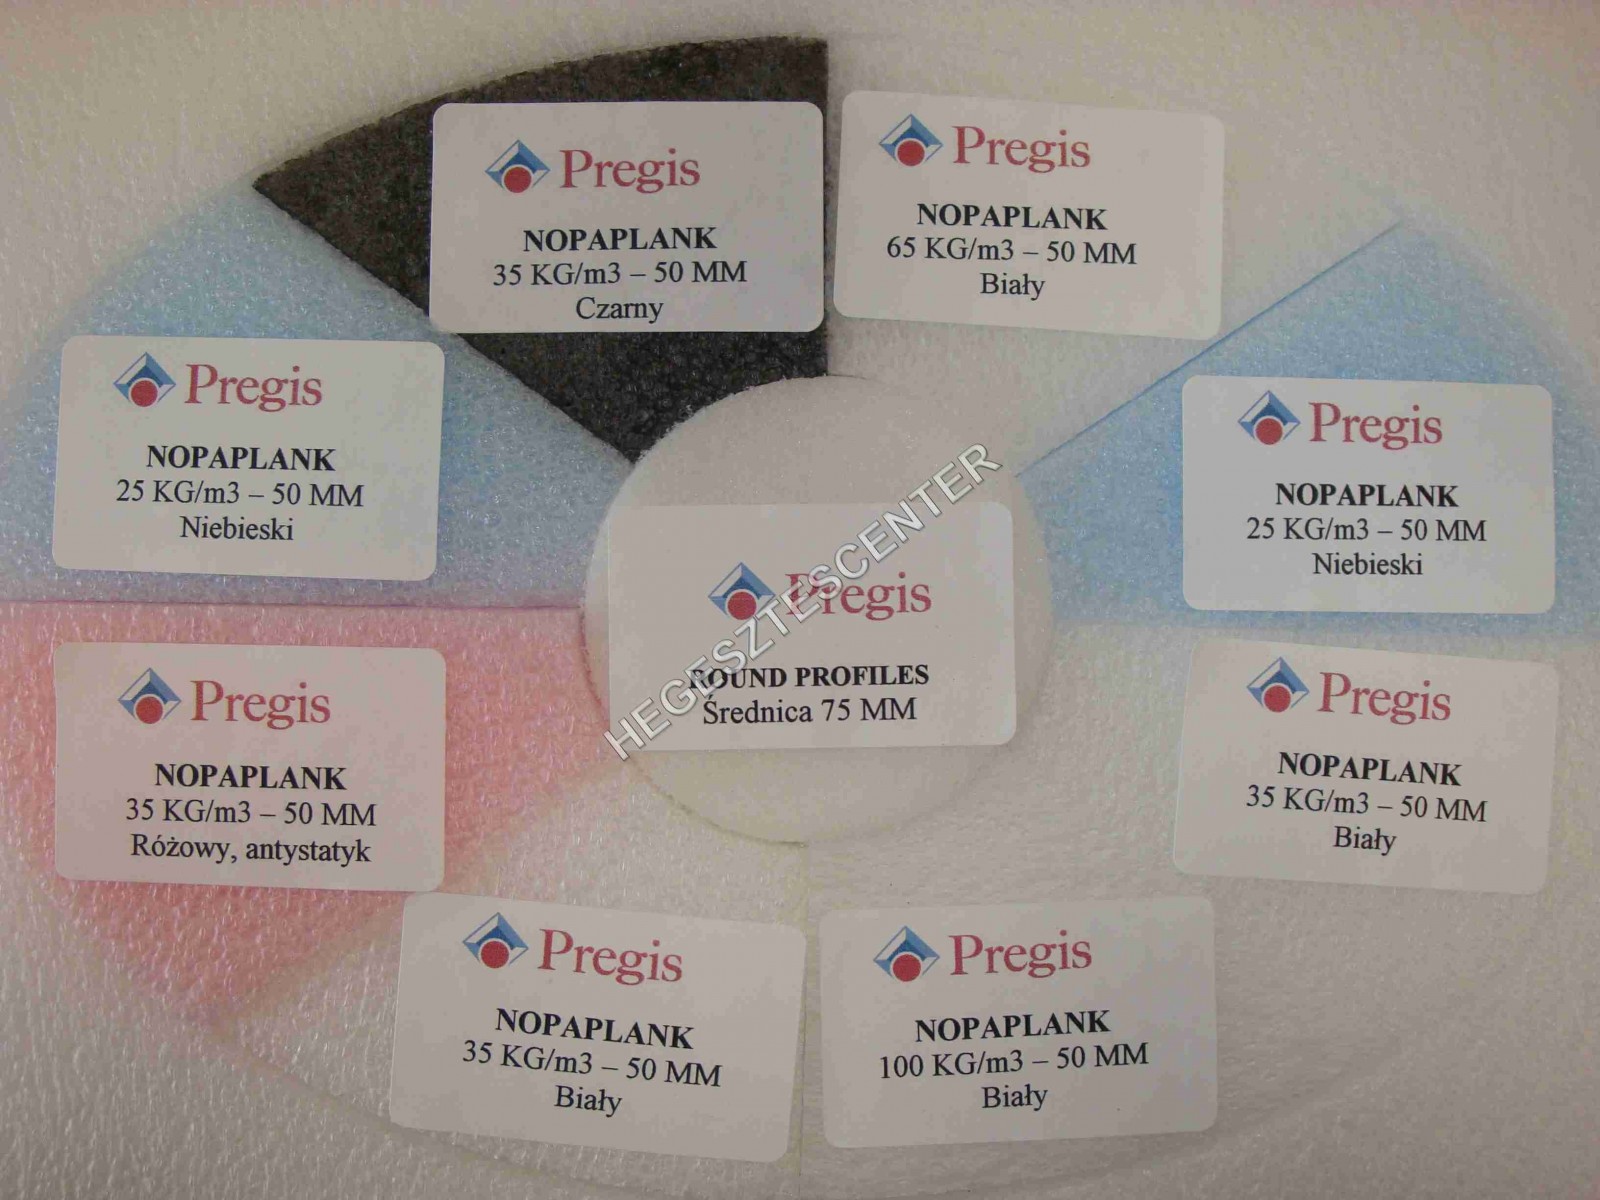 Pregis
NOPAPLANK
35 KG/m3 – 50 MM
Czarny
Pregis
NOPAPLANK
65 KG/m3 – 50 MM
Biały
Pregis
NOPAPLANK
25 KG/m3 – 50 MM
Niebieski
Pregis
NOPAPLANK
25 KG/m3 – 50 MM
Niebieski
Pregis
ROUND PROFILES
Średnica 75 MM
HEGESZTESCENTER
Pregis
NOPAPLANK
35 KG/m3 – 50 MM
Różowy, antystatyk
Pregis
NOPAPLANK
35 KG/m3 – 50 MM
Biały
Pregis
NOPAPLANK
35 KG/m3 – 50 MM
Biały
Pregis
NOPAPLANK
100 KG/m3 – 50 MM
Biały